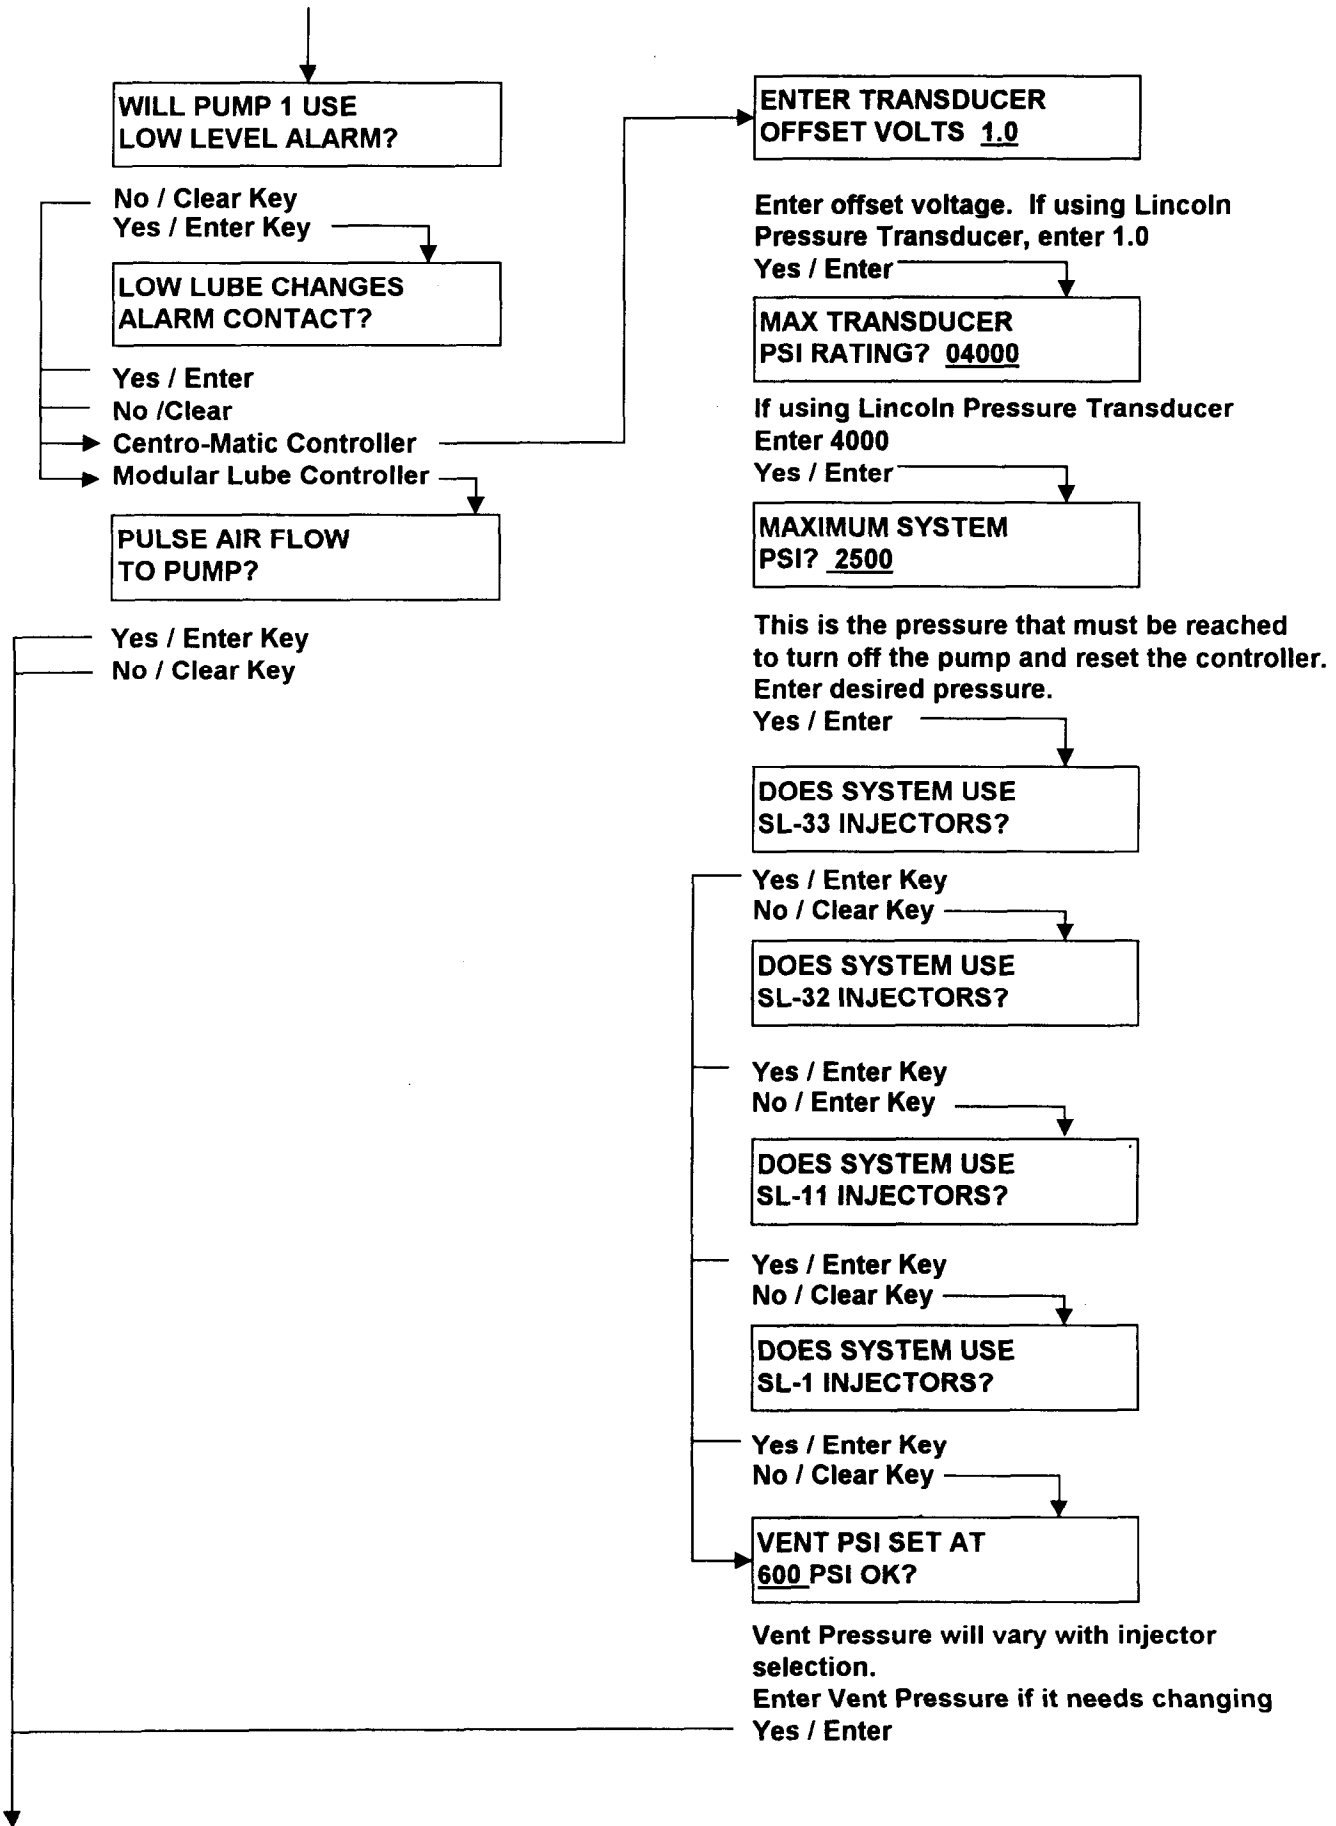 WILL PUMP 1 USE
LOW LEVEL ALARM?
No / Clear Key
Yes / Enter Key
LOW LUBE CHANGES
ALARM CONTACT?
Yes / Enter
No /Clear
Centro-Matic Controller
Modular Lube Controller
PULSE AIR FLOW
TO PUMP?
Yes / Enter Key
No / Clear Key
ENTER TRANSDUCER
OFFSET VOLTS 1.0
Enter offset voltage. If using Lincoln
Pressure Transducer, enter 1.0
Yes / Enter
MAX TRANSDUCER
PSI RATING? 04000
If using Lincoln Pressure Transducer
Enter 4000
Yes / Enter
MAXIMUM SYSTEM
PSI? 2500
This is the pressure that must be reached
to turn off the pump and reset the controller.
Enter desired pressure.
Yes / Enter
DOES SYSTEM USE
SL-33 INJECTORS?
Yes / Enter Key
No / Clear Key
DOES SYSTEM USE
SL-32 INJECTORS?
Yes / Enter Key
No / Enter Key
DOES SYSTEM USE
SL-11 INJECTORS?
Yes / Enter Key
No / Clear Key
DOES SYSTEM USE
SL-1 INJECTORS?
Yes / Enter Key
No / Clear Key
VENT PSI SET AT
600 PSI OK?
Vent Pressure will vary with injector
selection.
Enter Vent Pressure if it needs changing
Yes / Enter